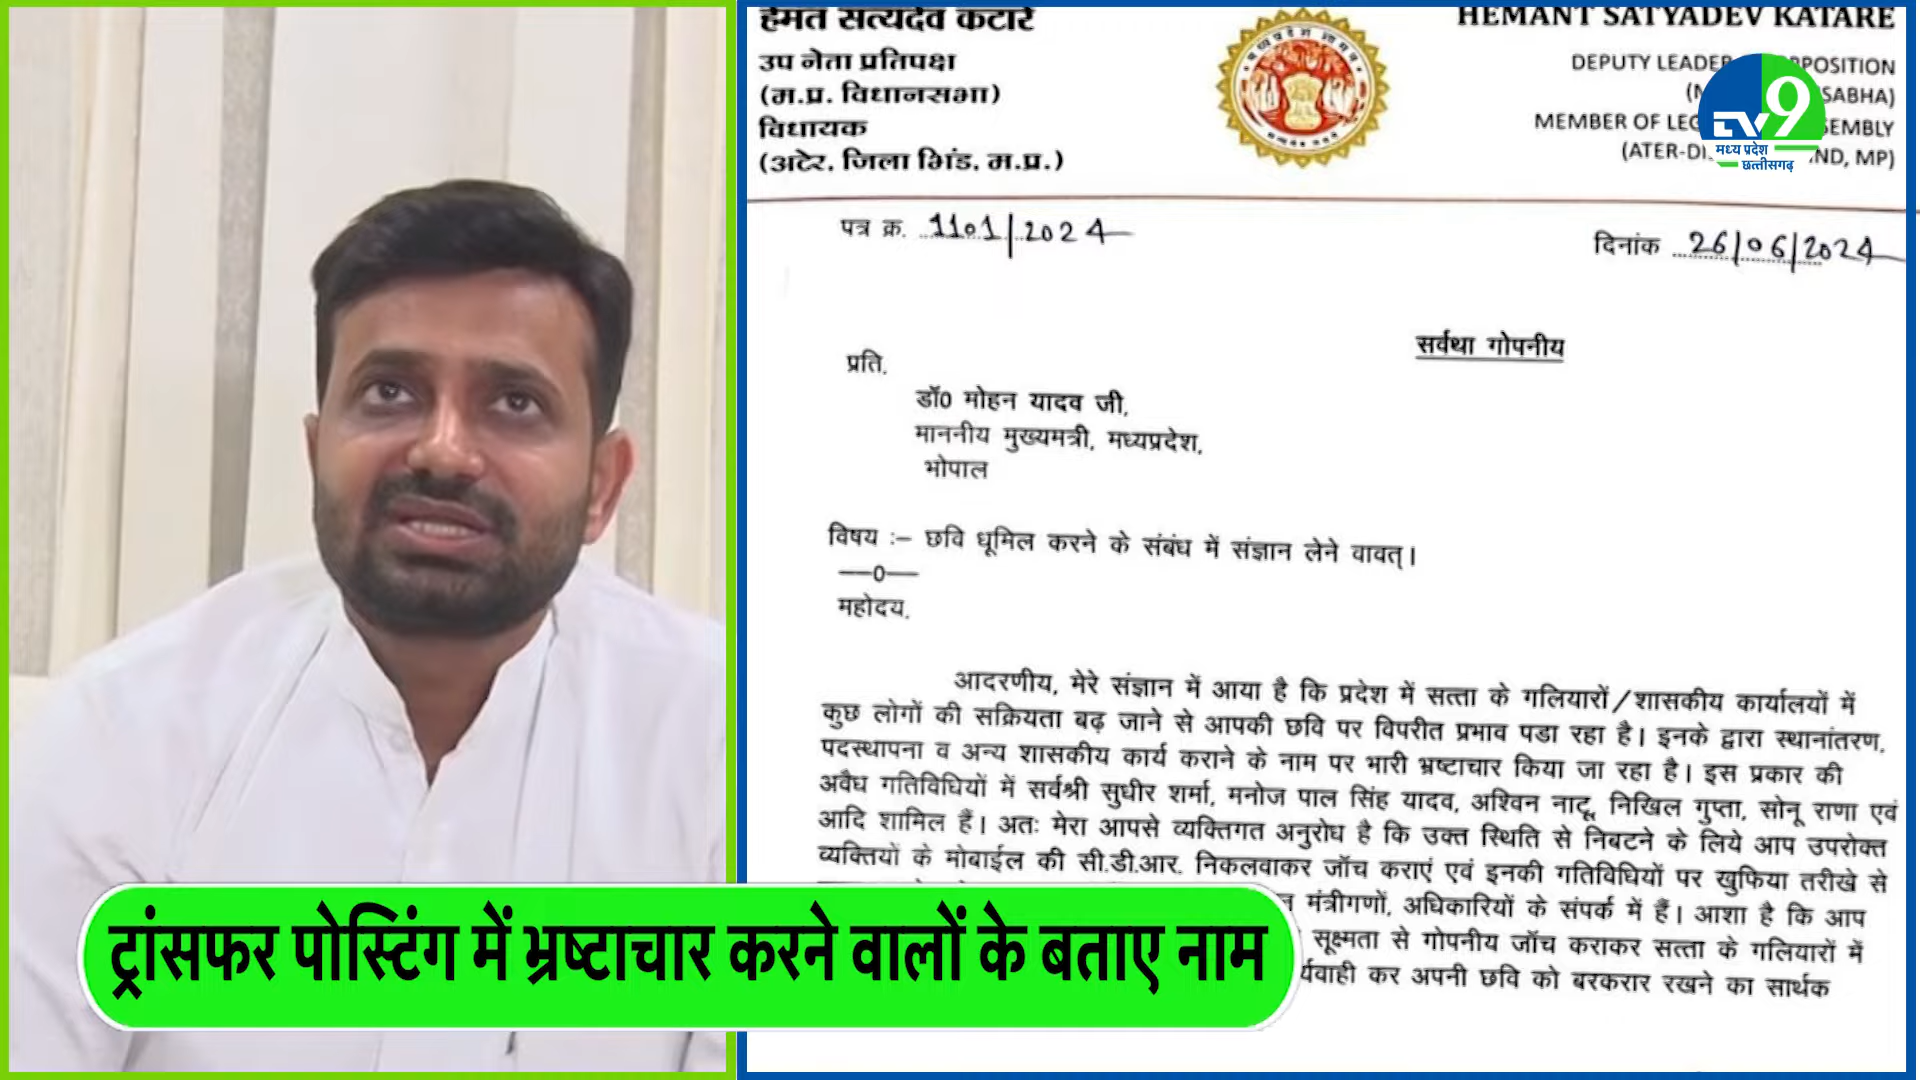 हेमंत सत्यदेव कटारे
उप नेता प्रतिपक्ष
(म.प्र. विधानसभा)
विधायक
(अटेर, जिला भिंड, म.प्र.)
HEMANT SATYADEV KATARE
DEPUTY LEADER OPPOSITION
SABHA)
MEMBER OF
(ATER-
MP)
TV9
मध्य प्रदेश
छत्तीसगढ़
पत्र क्र. 1101/2024
दिनांक 26/06/2024
सर्वथा गोपनीय
प्रति,
डॉ0 मोहन यादव जी,
माननीय मुख्यमंत्री, मध्यप्रदेश,
भोपाल
विषय :– छवि धूमिल करने के संबंध में संज्ञान लेने वावत्।
—–0—–
महोदय,
आदरणीय, मेरे संज्ञान में आया है कि प्रदेश में सत्ता के गलियारों/शासकीय कार्यालयों में
कुछ लोगों की सक्रियता बढ़ जाने से आपकी छवि पर विपरीत प्रभाव पडा रहा है। इनके द्वारा स्थानांतरण,
पदस्थापना व अन्य शासकीय कार्य कराने के नाम पर भारी भ्रष्टाचार किया जा रहा है। इस प्रकार की
अवैध गतिविधियों में सर्वश्री सुधीर शर्मा, मनोज पाल सिंह यादव, अश्विन नाटू, निखिल गुप्ता, सोनू राणा एवं
आदि शामिल हैं। अतः मेरा आपसे व्यक्तिगत अनुरोध है कि उक्त स्थिति से निबटने के लिये आप उपरोक्त
व्यक्तियों के मोबाईल की सी.डी.आर. निकलवाकर जॉच कराएं एवं इनकी गतिविधियों पर खुफिया तरीखे से
मंत्रीगणों, अधिकारियों के संपर्क में हैं। आशा है कि आप
सूक्ष्मता से गोपनीय जॉच कराकर सत्ता के गलियारों में
कर अपनी छवि को बरकरार रखने का सार्थक
ट्रांसफर पोस्टिंग में भ्रष्टाचार करने वालों के बताए नाम